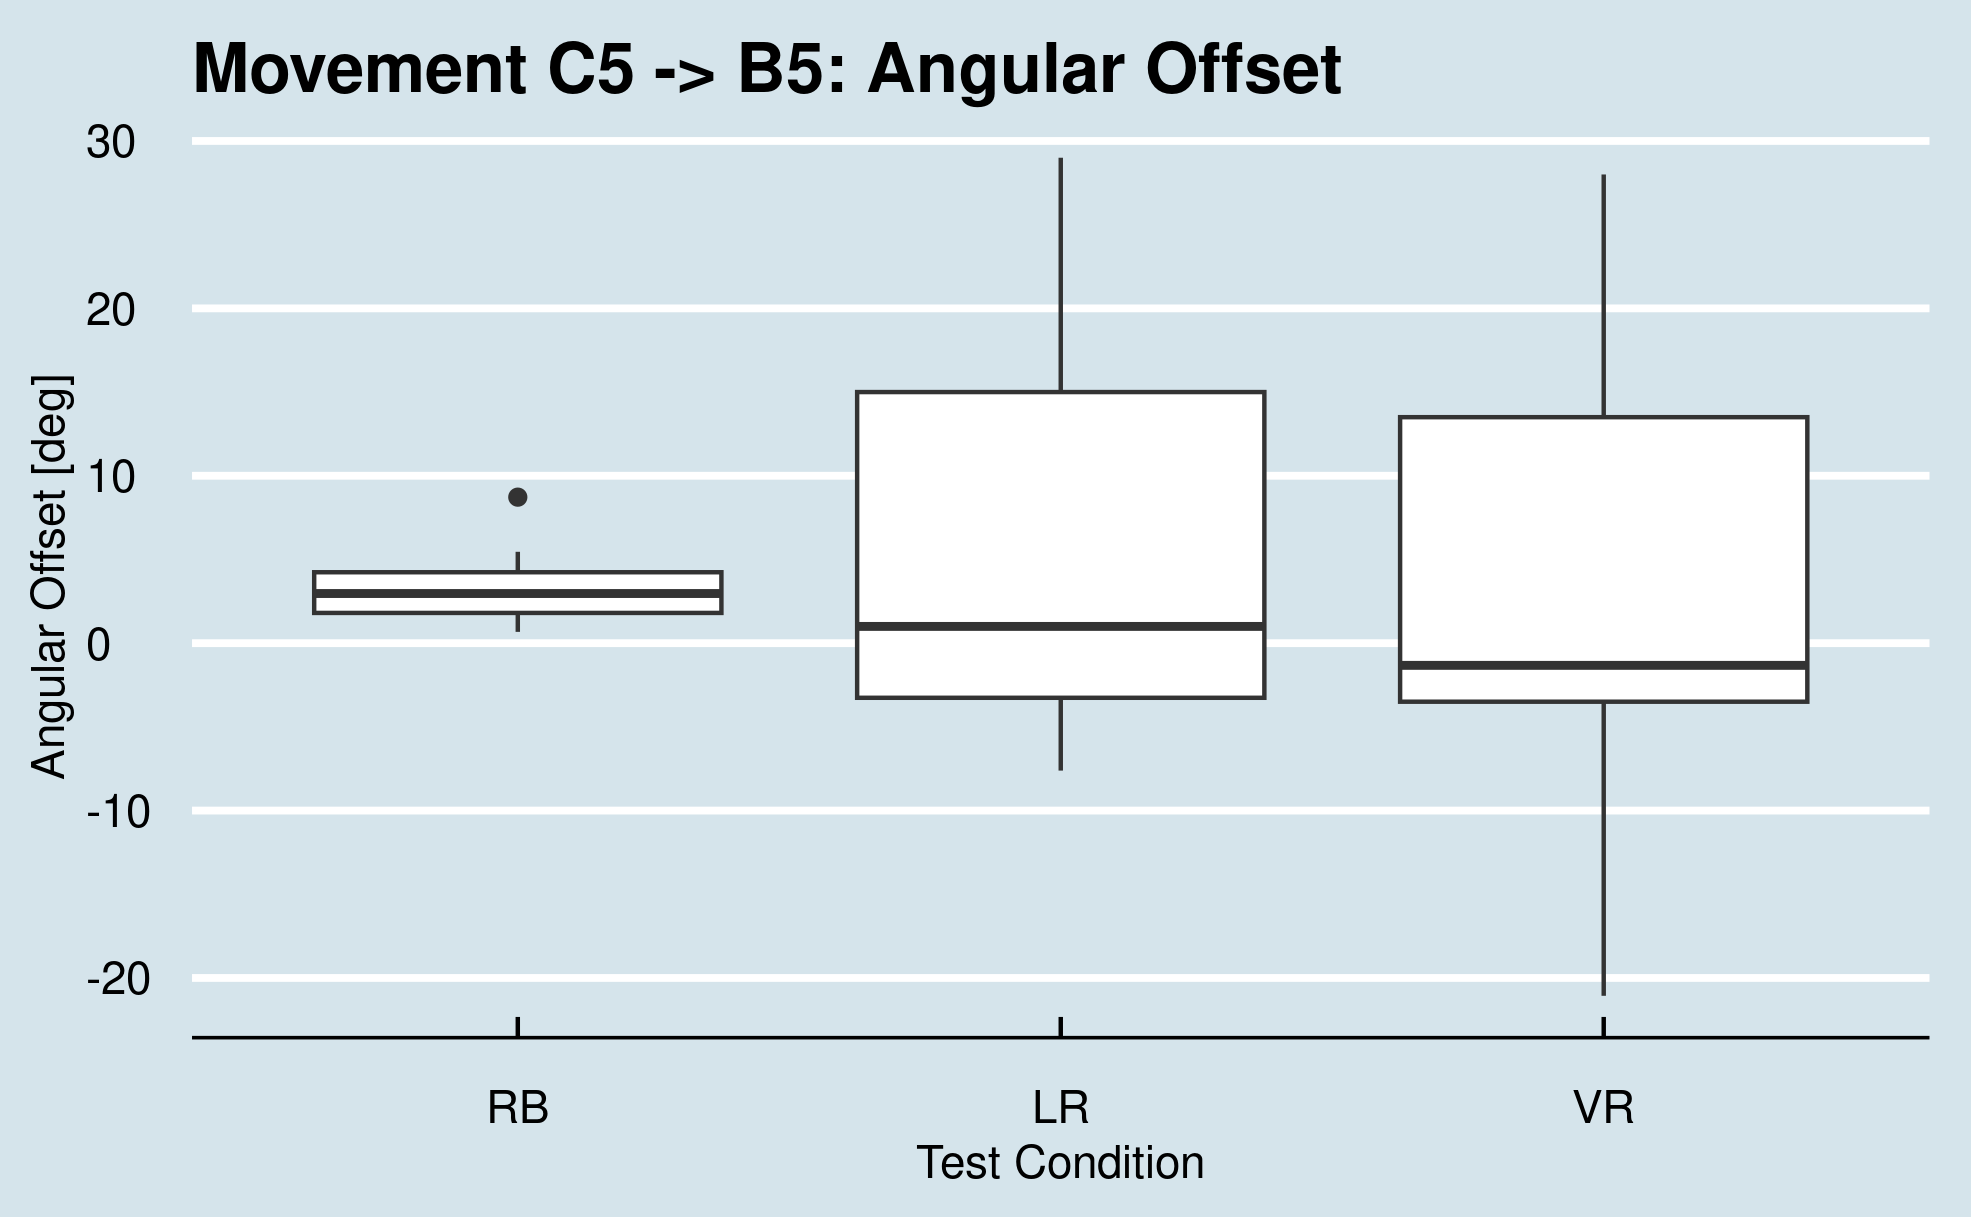 Movement C5 -> B5: Angular Offset
30
20
10
0
-10
-20
Angular Offset [deg]
RB LR VR
Test Condition